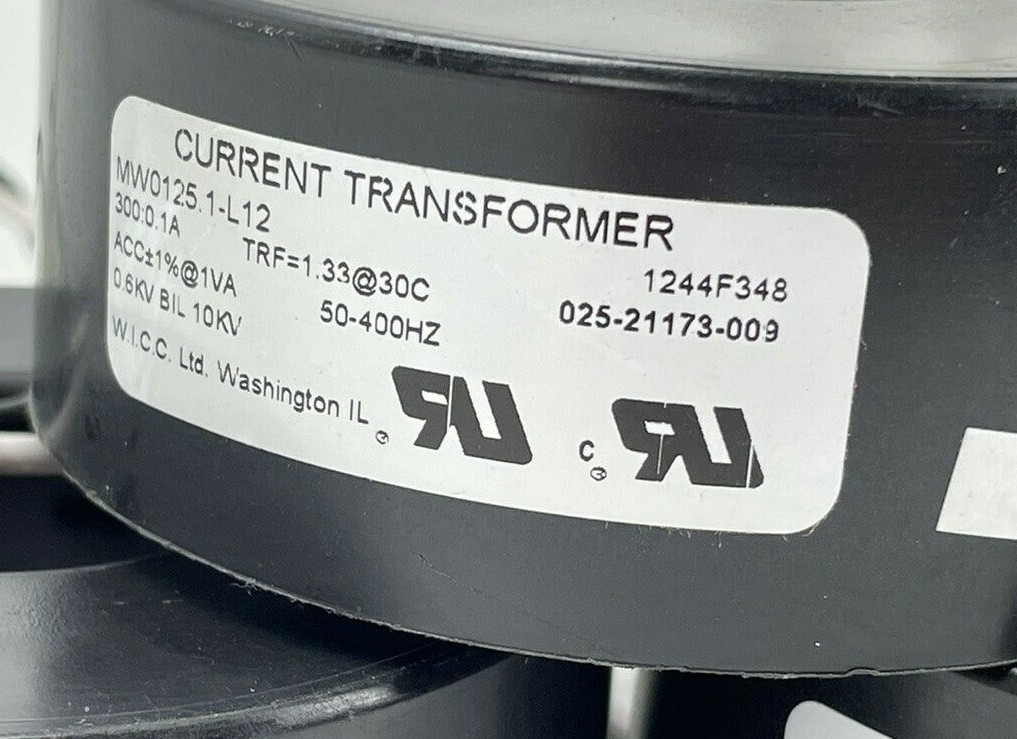 CURRENT TRANSFORMER
MW0125.1-L12
300:0.1A TRF=1.33@30C 1244F348
ACC±1%@1VA 50-400HZ 025-21173-009
0.6KV BIL 10KV
W.I.C.C. Ltd. Washington IL
C